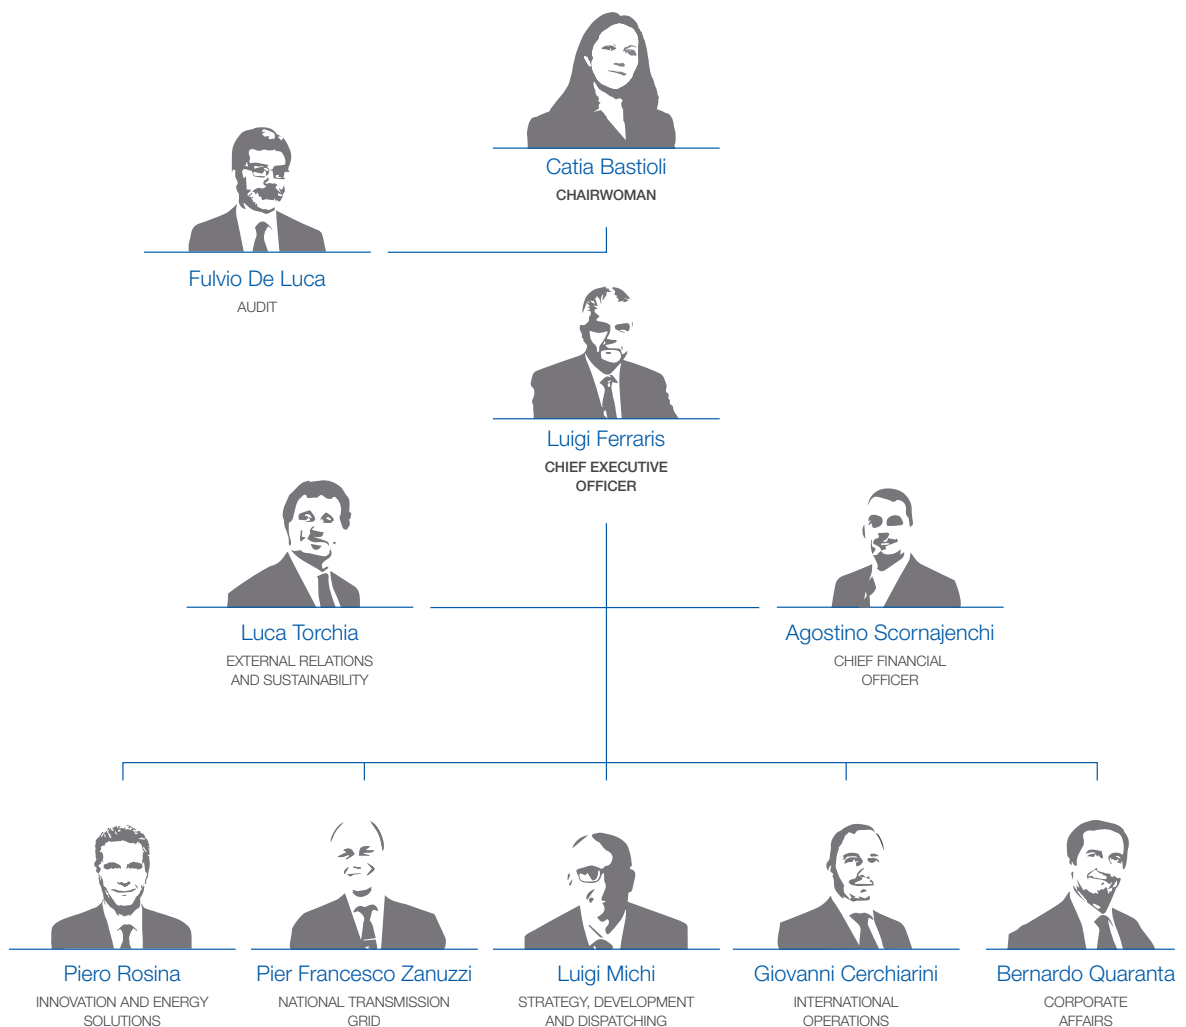 Catia Bastioli
CHAIRWOMAN
Fulvio De Luca
AUDIT
Luigi Ferraris
CHIEF EXECUTIVE
OFFICER
Luca Torchia
EXTERNAL RELATIONS
AND SUSTAINABILITY
Agostino Scornajenchi
CHIEF FINANCIAL
OFFICER
Piero Rosina
INNOVATION AND ENERGY
SOLUTIONS
Pier Francesco Zanuzzi
NATIONAL TRANSMISSION
GRID
Luigi Michi
STRATEGY, DEVELOPMENT
AND DISPATCHING
Giovanni Cerchiarini
INTERNATIONAL
OPERATIONS
Bernardo Quaranta
CORPORATE
AFFAIRS